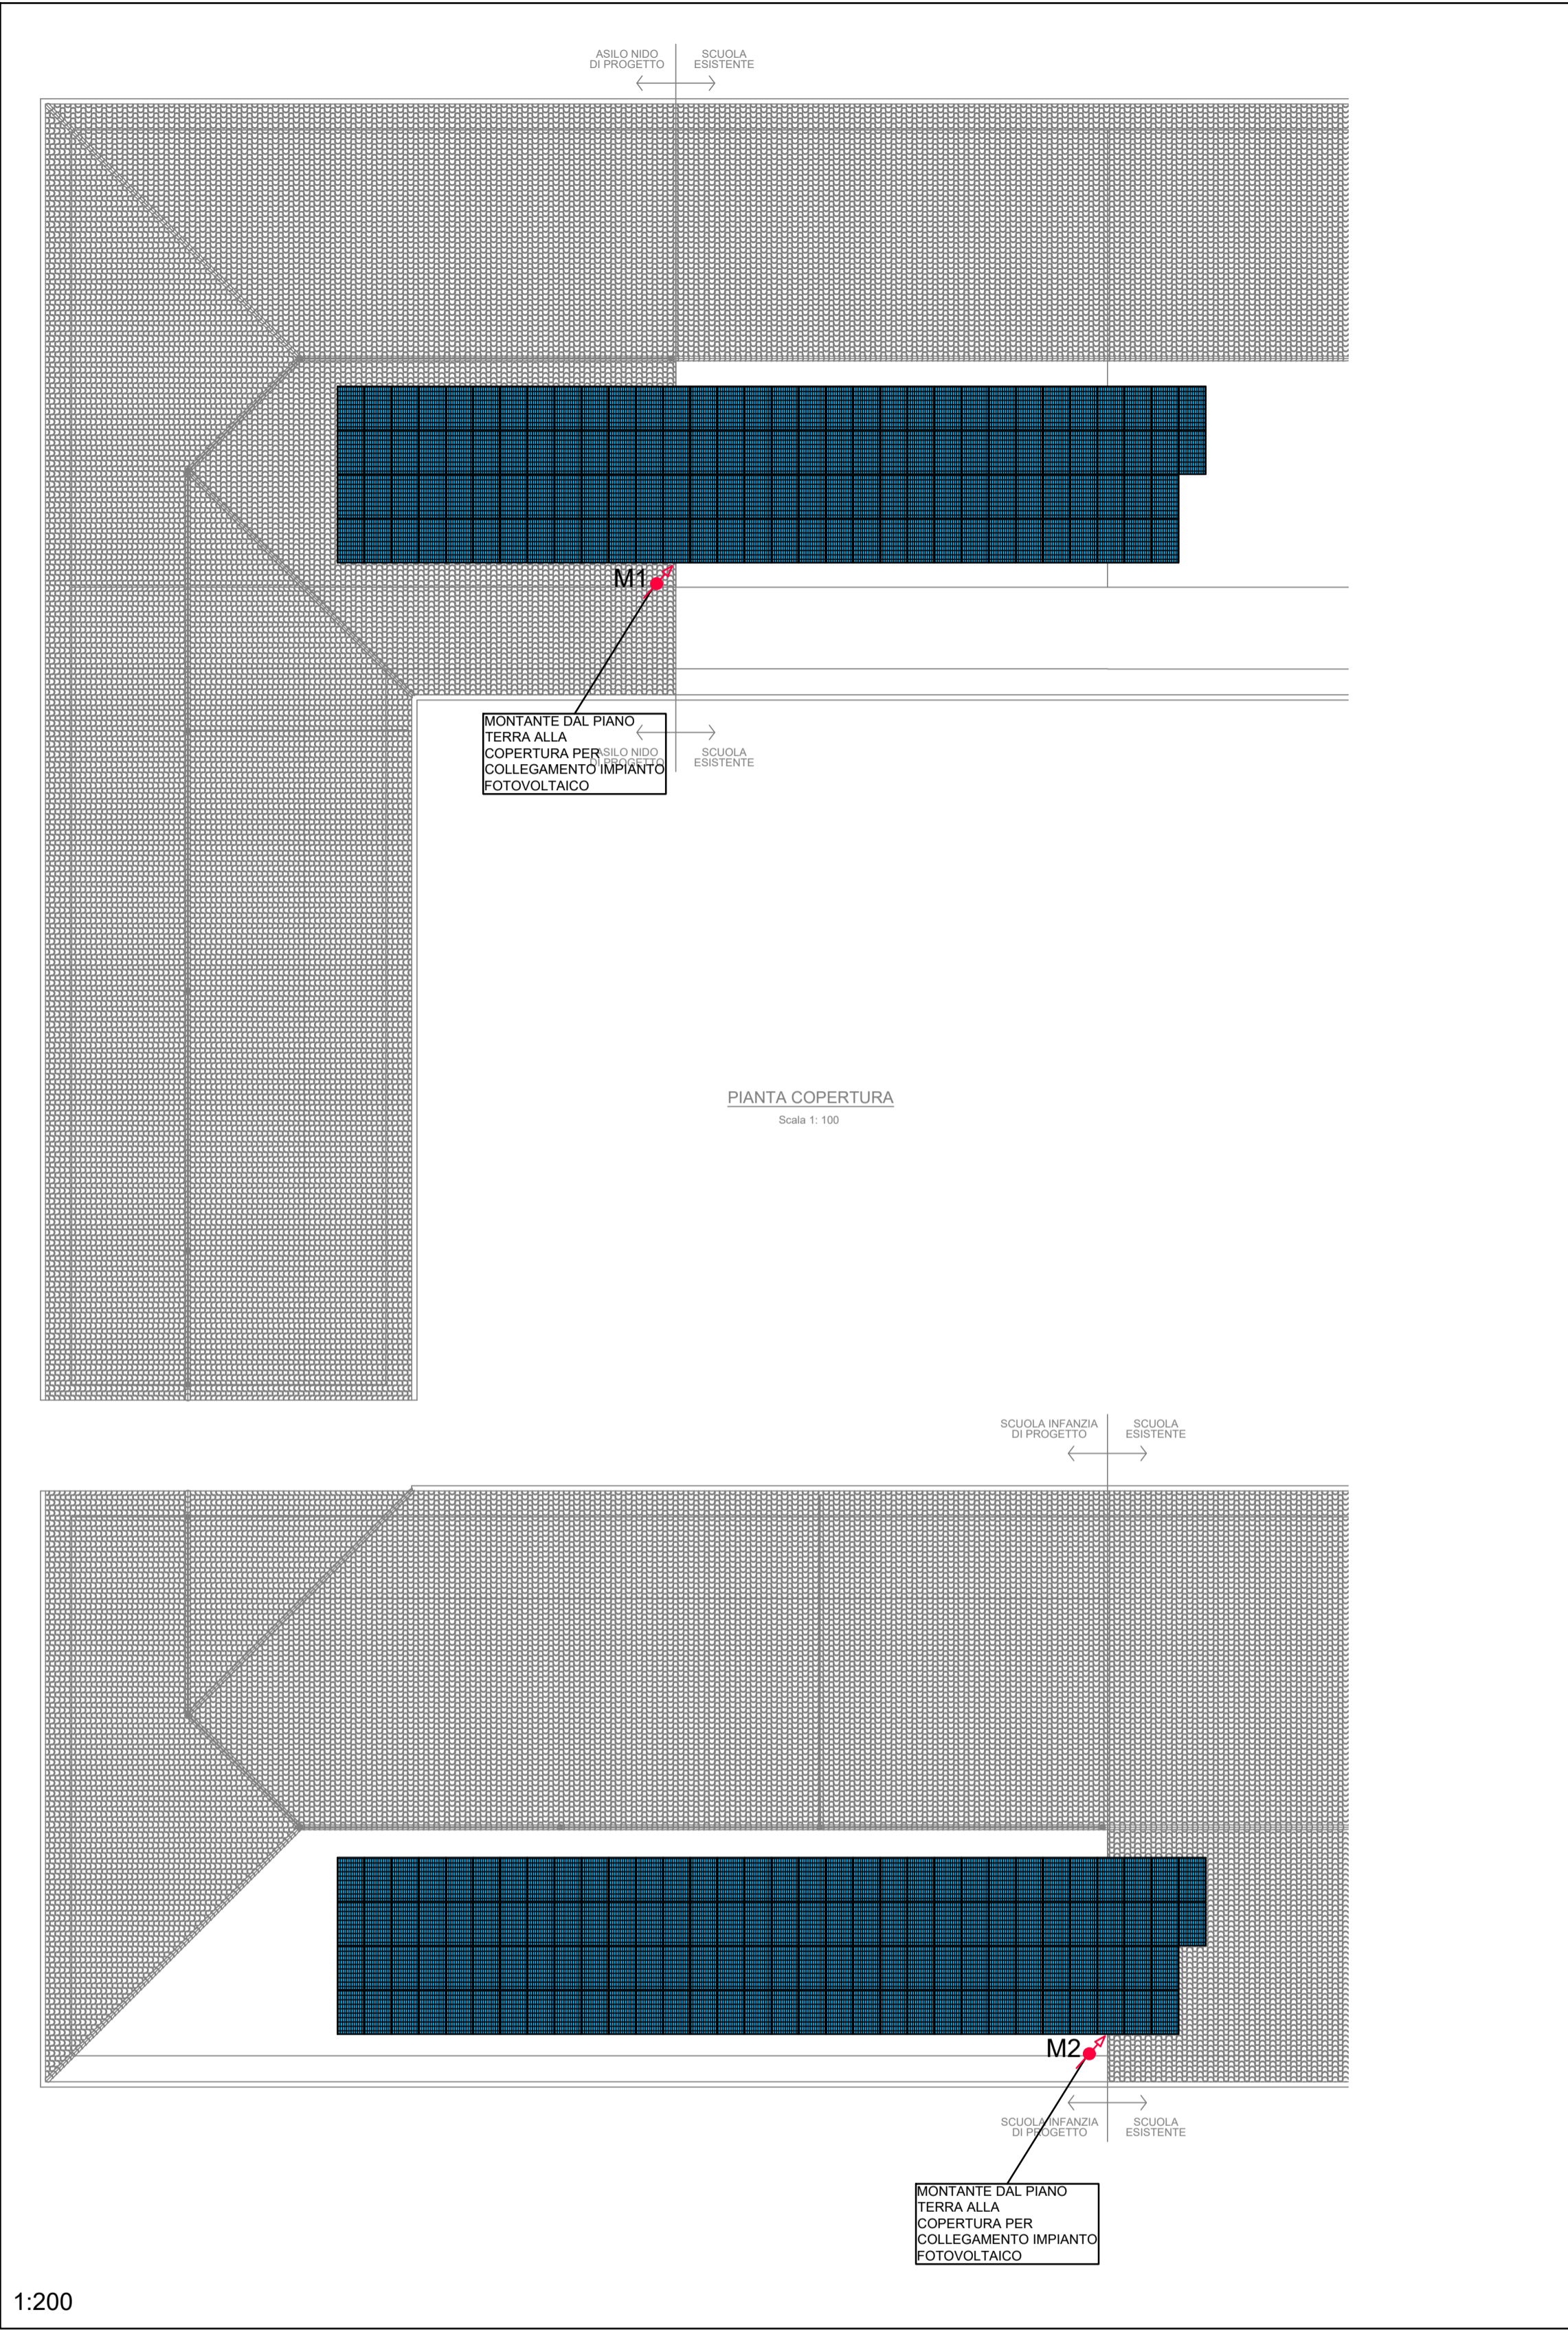 ASILO NIDO
DI PROGETTO
SCUOLA
ESISTENTE
M1
MONTANTE DAL PIANO
TERRA ALLA
COPERTURA PER
COLLEGAMENTO IMPIANTO
FOTOVOLTAICO
ASILO NIDO
DI PROGETTO
SCUOLA
ESISTENTE
PIANTA COPERTURA
Scala 1: 100
SCUOLA INFANZIA
DI PROGETTO
SCUOLA
ESISTENTE
M2
SCUOLA INFANZIA
DI PROGETTO
SCUOLA
ESISTENTE
MONTANTE DAL PIANO
TERRA ALLA
COPERTURA PER
COLLEGAMENTO IMPIANTO
FOTOVOLTAICO
1:200